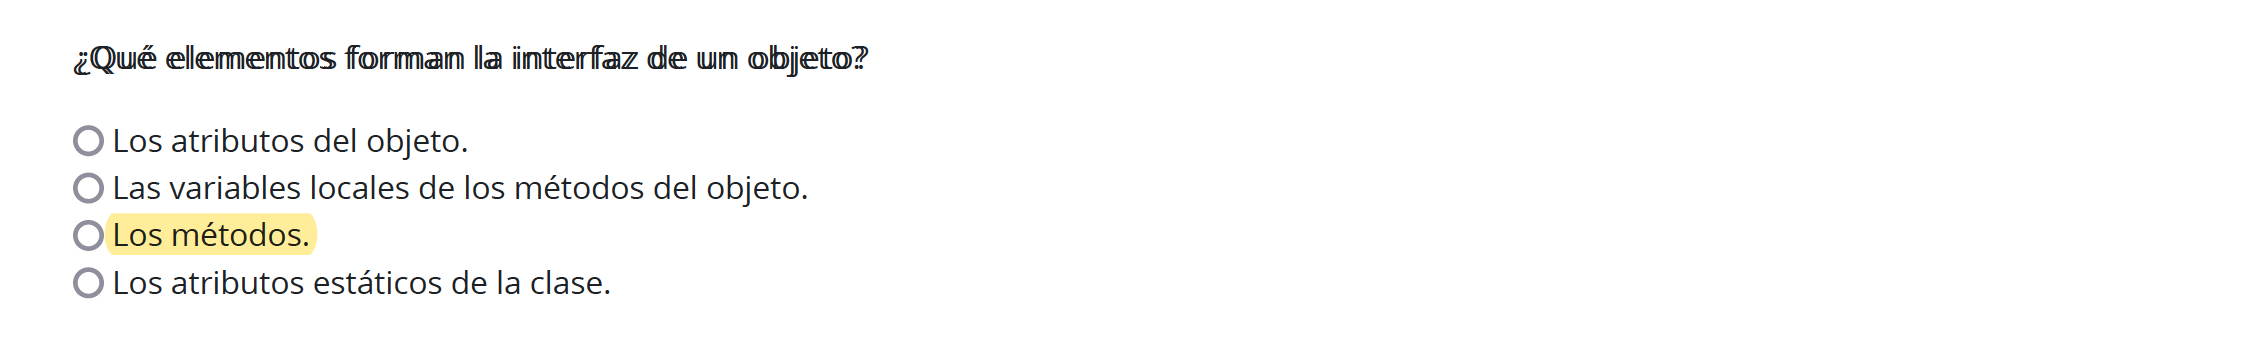 ¿Qué elementos forman la interfaz de un objeto?
Los atributos del objeto.
Las variables locales de los métodos del objeto.
Los métodos.
Los atributos estáticos de la clase.